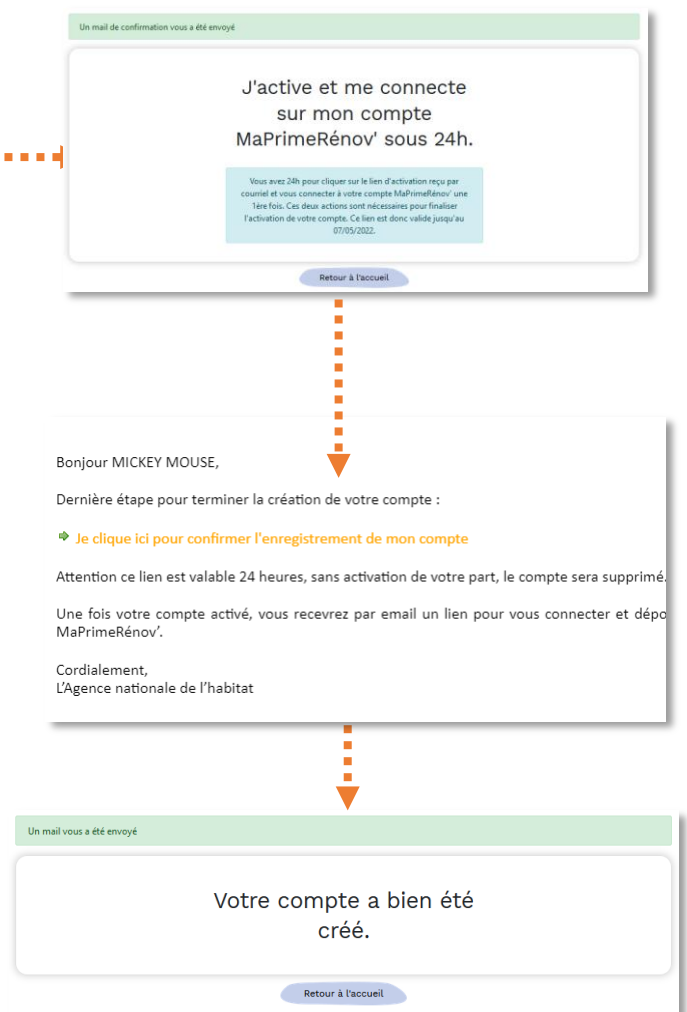 Un mail de confirmation vous a été envoyé
J'active et me connecte
sur mon compte
MaPrimeRénov' sous 24h.
Vous avez 24h pour cliquer sur le lien d'activation reçu par
courriel et vous connecter à votre compte MaPrimeRénov' une
1ère fois. Ces deux actions sont nécessaires pour finaliser
l'activation de votre compte. Ce lien est donc valide jusqu'au
07/05/2022.
Retour à l'accueil
Bonjour MICKEY MOUSE,
Dernière étape pour terminer la création de votre compte :
Je clique ici pour confirmer l'enregistrement de mon compte
Attention ce lien est valable 24 heures, sans activation de votre part, le compte sera supprimé.
Une fois votre compte activé, vous recevrez par email un lien pour vous connecter et dépo
MaPrimeRénov’.
Cordialement,
L’Agence nationale de l’habitat
Un mail vous a été envoyé
Votre compte a bien été
créé.
Retour à l'accueil